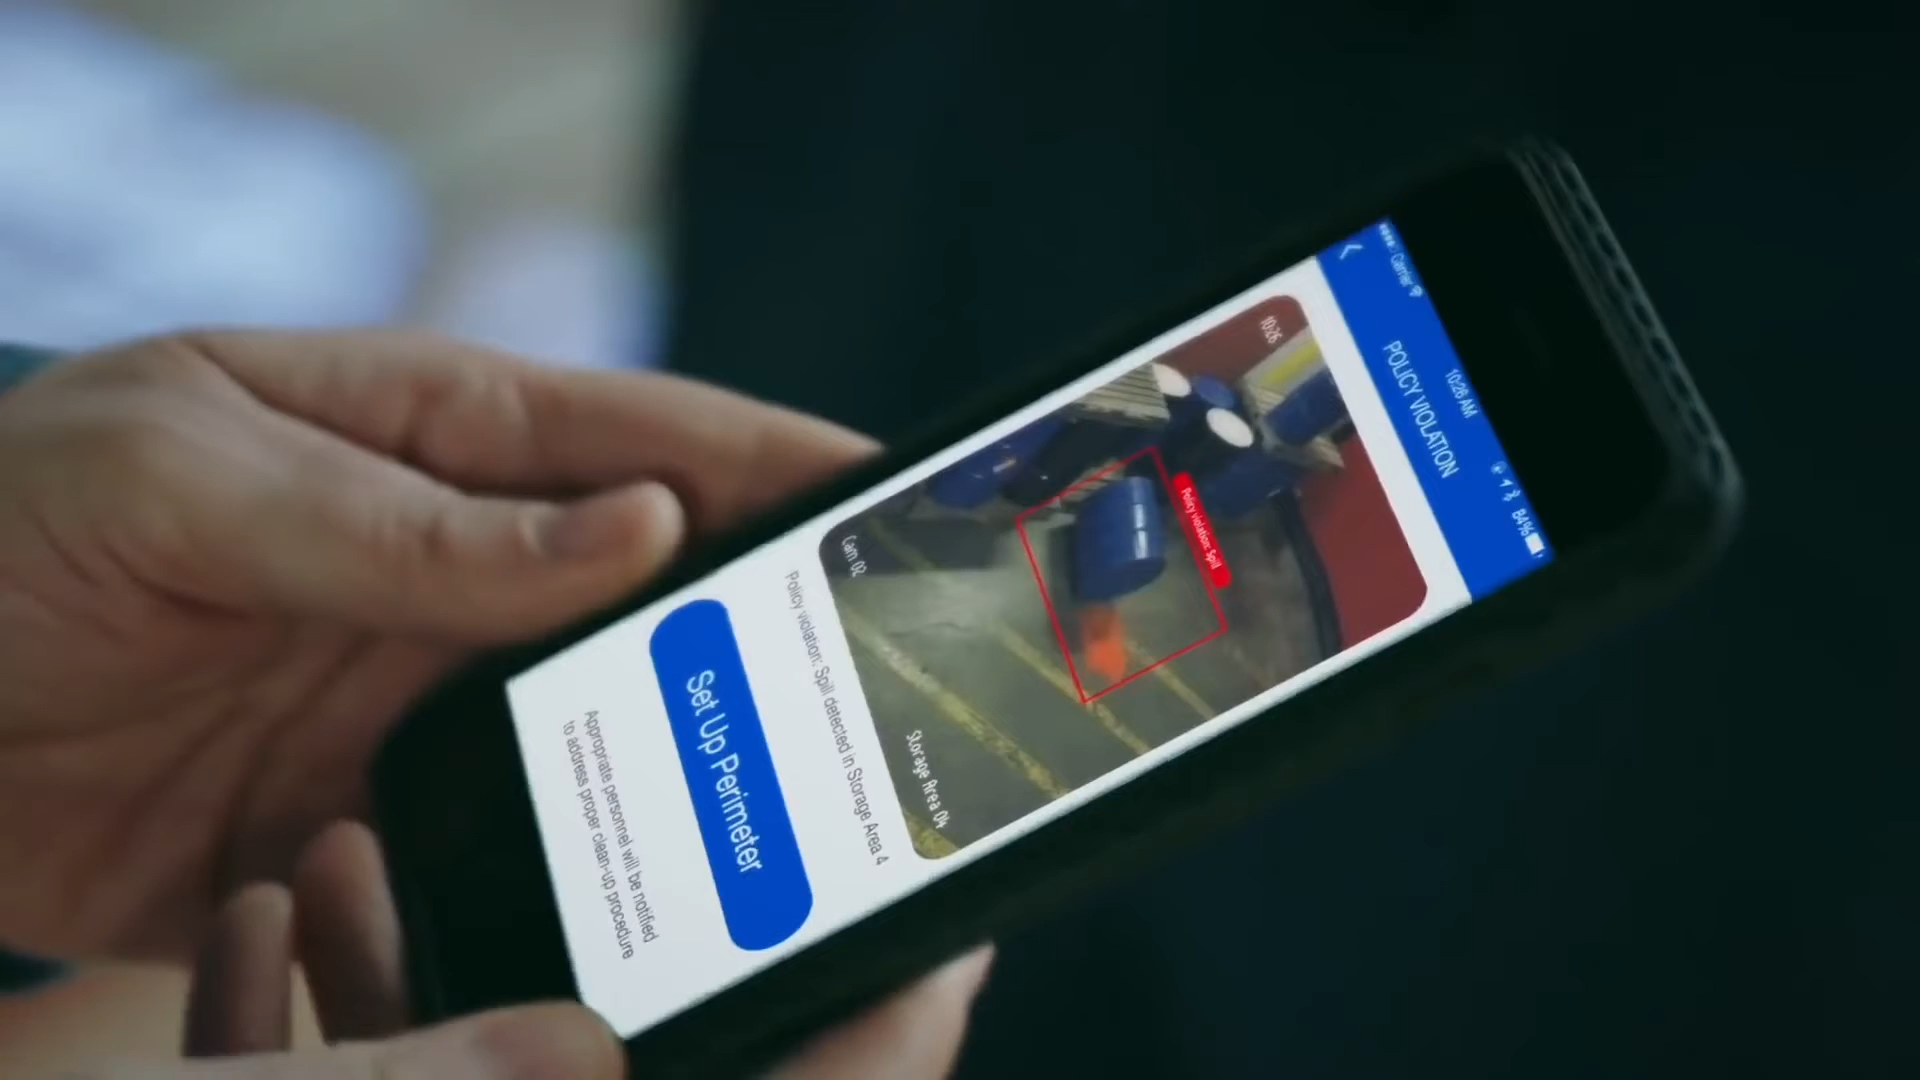 Carrier 10:26 AM 84%
POLICY VIOLATION
10:26
Policy violation: Spill
Cam 02 Storage Area 04
Policy violation: Spill detected in Storage Area 4
Set Up Perimeter
Appropriate personnel will be notified
to address proper clean-up procedure